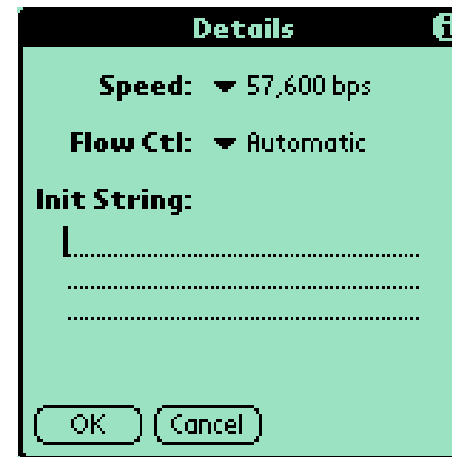 Details
Speed: 57,600 bps
Flow Ctl: Automatic
Init String:
OK Cancel